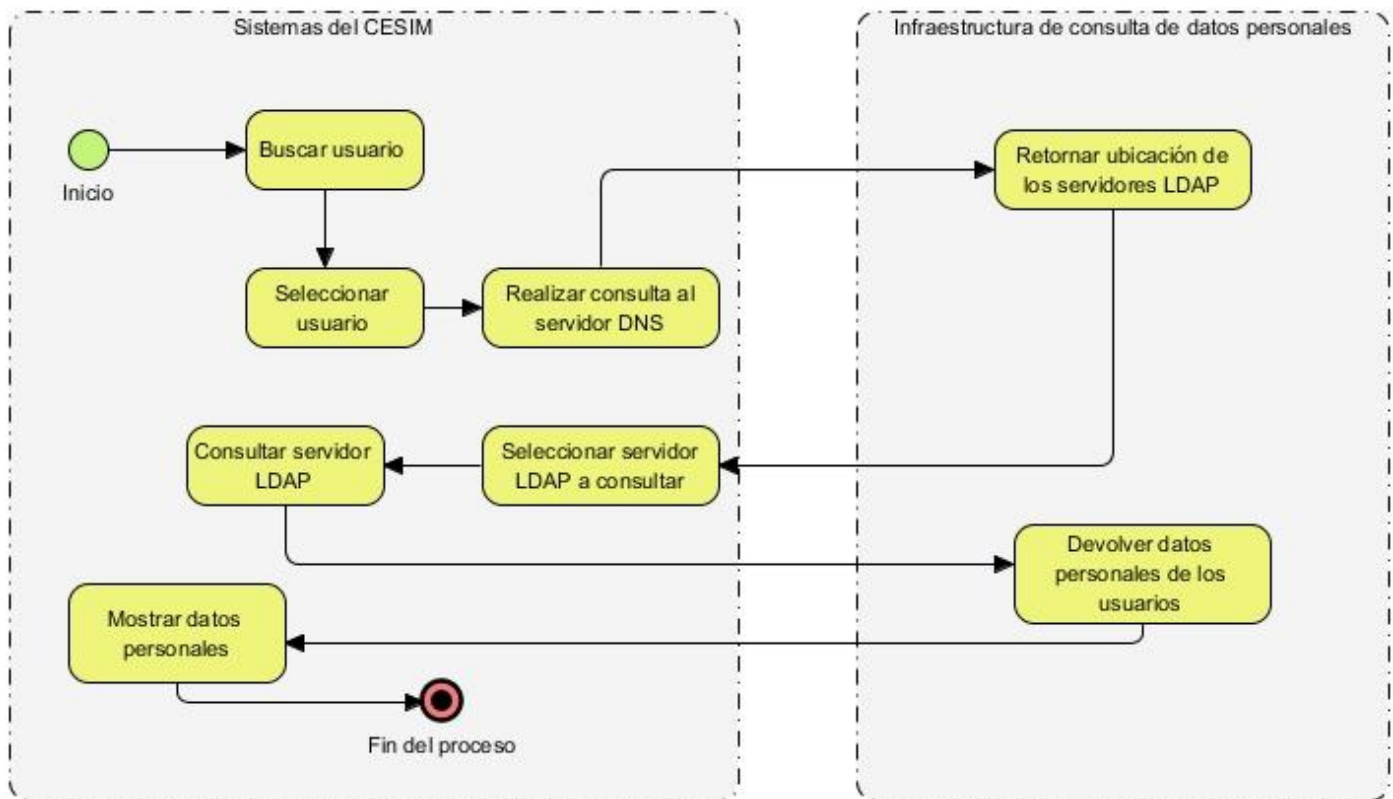 Sistemas del CESIM
Infraestructura de consulta de datos personales
Inicio
Buscar usuario
Seleccionar
usuario
Realizar consulta al
servidor DNS
Retornar ubicación de
los servidores LDAP
Seleccionar servidor
LDAP a consultar
Consultar servidor
LDAP
Devolver datos
personales de los
usuarios
Mostrar datos
personales
Fin del proceso